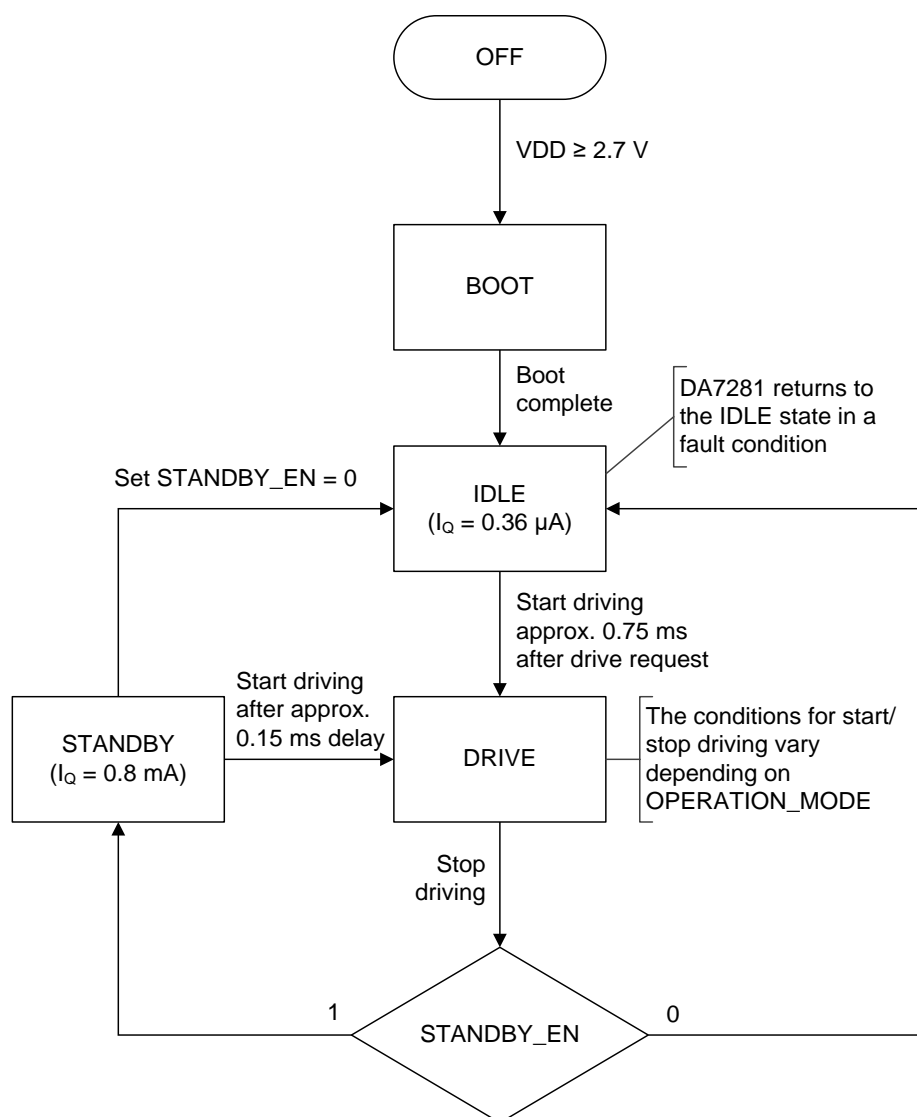 OFF
VDD ≥ 2.7 V
BOOT
Boot
complete
DA7281 returns to
the IDLE state in a
fault condition
Set STANDBY_EN = 0
IDLE
(IQ = 0.36 µA)
Start driving
approx. 0.75 ms
after drive request
Start driving
after approx.
0.15 ms delay
STANDBY
(IQ = 0.8 mA)
DRIVE
The conditions for start/
stop driving vary
depending on
OPERATION_MODE
Stop
driving
1
STANDBY_EN
0